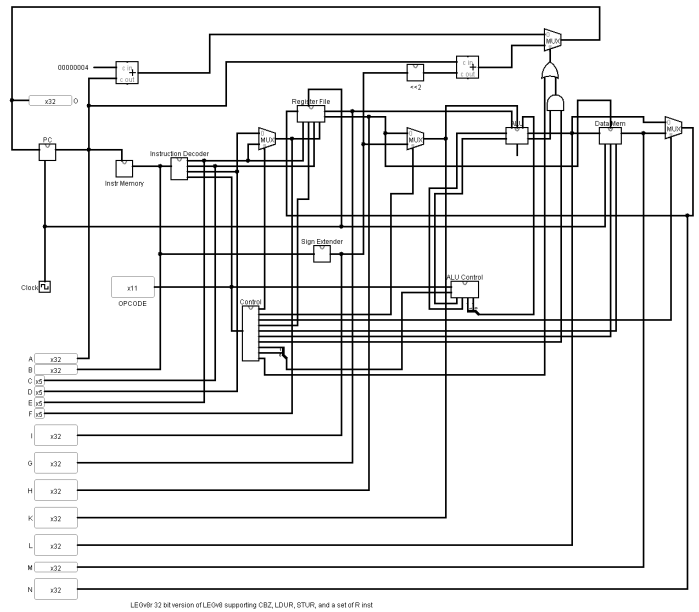 MUX
00000004
c in
+
c out
c in
+
c out
<<2
x32
O
Register File
PC
MUX
MUX
ALU
Data Mem
MUX
Instruction Decoder
Instr Memory
Sign Extender
Clock
x11
OPCODE
ALU Control
Control
A
x32
B
x32
C
x5
D
x5
E
x5
F
x5
I
x32
G
x32
H
x32
K
x32
L
x32
M
x32
N
x32
LEGv8r 32 bit version of LEGv8 supporting CBZ, LDUR, STUR, and a set of R inst